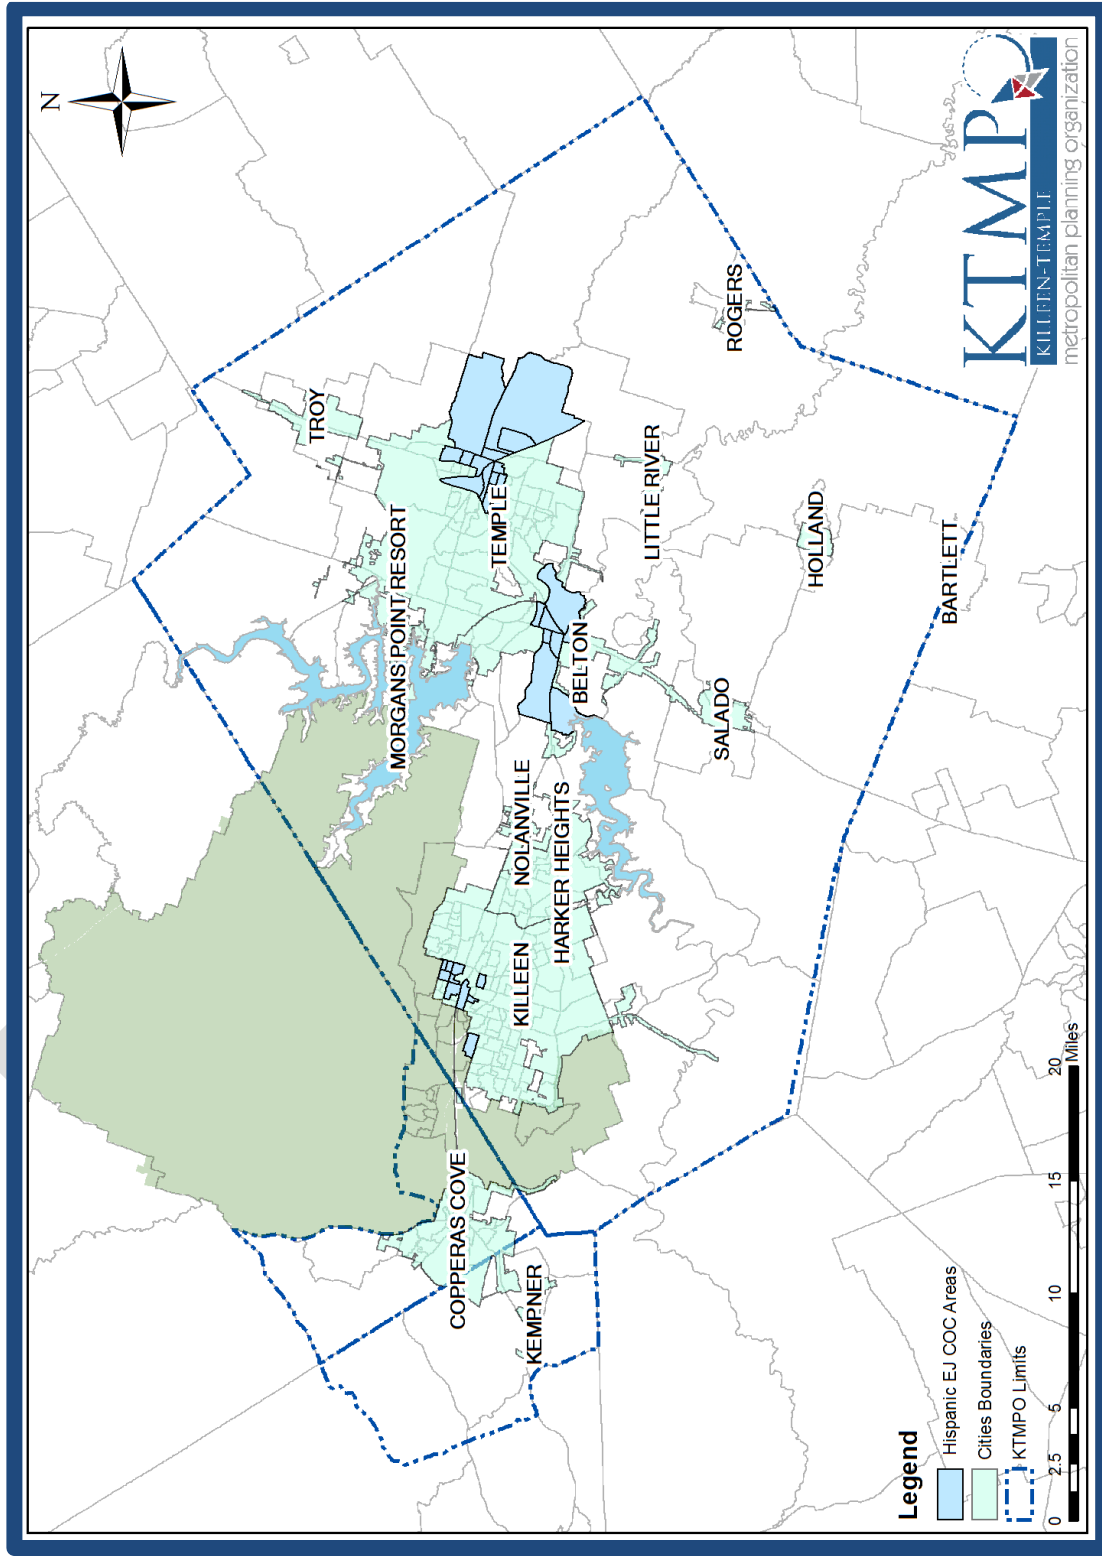 N
TROY
MORGANS POINT RESORT
TEMPLE
ROGERS
LITTLE RIVER
BELTON
NOLANVILLE
HARKER HEIGHTS
KILLEEN
COPPERAS COVE
KEMPNER
SALADO
HOLLAND
BARTLETT
Legend
Hispanic EJ COC Areas
Cities Boundaries
KTMPO Limits
0 2.5 5 10 15 20
Miles
KTMPO
KILLEEN-TEMPLE
metropolitan planning organization